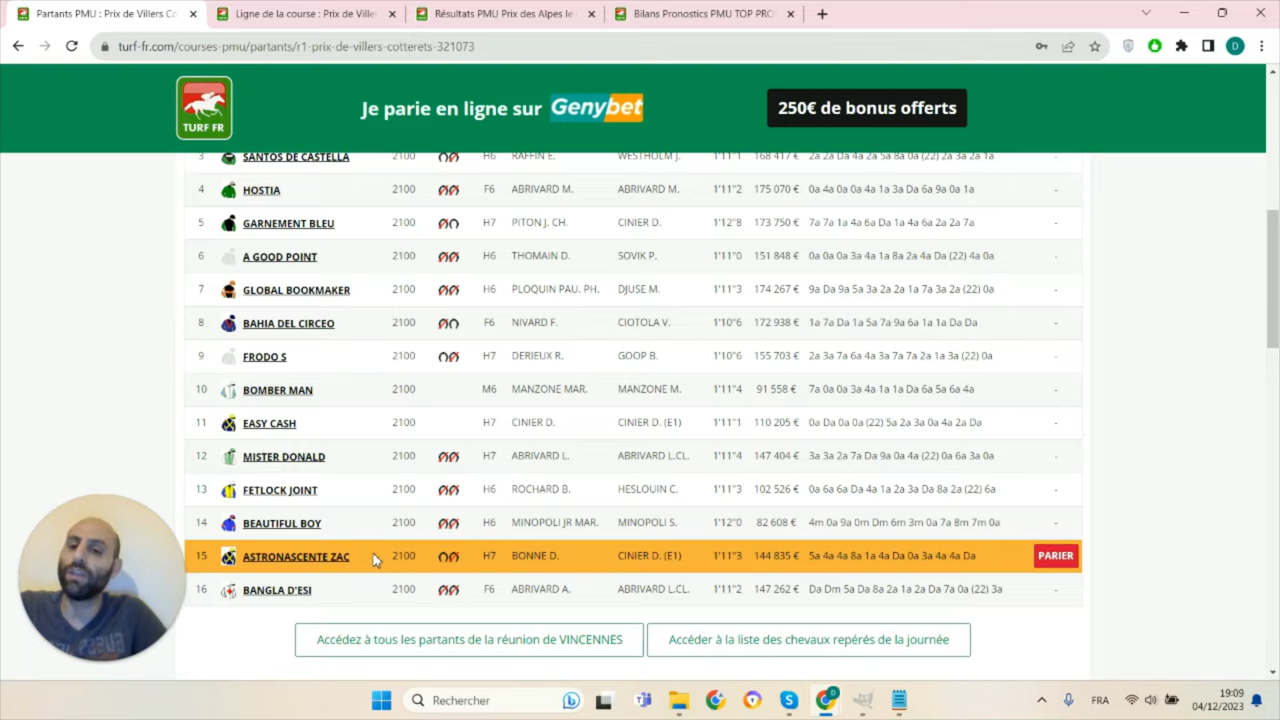 Partants PMU : Prix de Villers Co
Ligne de la course : Prix de Viller
Résultats PMU Prix des Alpes le
Bilans Pronostics PMU TOP PRO
turf-fr.com/courses-pmu/partants/r1-prix-de-villers-cotterets-321073
D
TURF FR
Je parie en ligne sur Genybet
250€ de bonus offerts
3 SANTOS DE CASTELLA 2100 H6 RAFFIN E. WESTHOLM J. 1'11"1 168 417 € 2a 2a Da 4a 2a 5a 8a 0a (22) 2a 3a 2a 1a
4 HOSTIA 2100 F6 ABRIVARD M. ABRIVARD M. 1'11"2 175 070 € 0a 4a 0a 0a 4a 1a 3a Da 6a 9a 0a 1a -
5 GARNEMENT BLEU 2100 H7 PITON J. CH. CINIER D. 1'12"8 173 750 € 7a 7a 1a 4a 6a Da 1a 4a 6a 2a 2a 7a -
6 A GOOD POINT 2100 H6 THOMAIN D. SOVIK P. 1'11"0 151 848 € 0a 0a 0a 3a 4a 1a 8a 2a 4a Da (22) 4a 0a -
7 GLOBAL BOOKMAKER 2100 H6 PLOQUIN PAU. PH. DJUSE M. 1'11"3 174 267 € 9a Da 9a 5a 3a 2a 2a 1a 7a 3a 2a (22) 0a -
8 BAHIA DEL CIRCEO 2100 F6 NIVARD F. CIOTOLA V. 1'10"6 172 938 € 1a 7a Da 1a 5a 7a 9a 6a 1a 1a Da Da -
9 FRODO S 2100 H7 DERIEUX R. GOOP B. 1'10"6 155 703 € 2a 3a 7a 6a 4a 3a 7a 7a 2a 1a 3a (22) 0a -
10 BOMBER MAN 2100 M6 MANZONE MAR. MANZONE M. 1'11"4 91 558 € 7a 0a 0a 3a 4a 1a 1a Da 6a 5a 6a 4a -
11 EASY CASH 2100 H7 CINIER D. CINIER D. (E1) 1'11"1 110 205 € 0a Da 0a 0a (22) 5a 2a 3a 0a 4a 2a Da -
12 MISTER DONALD 2100 H7 ABRIVARD L. ABRIVARD L.CL. 1'11"4 147 404 € 3a 3a 2a 7a Da 9a 0a 4a (22) 0a 6a 3a 0a -
13 FETLOCK JOINT 2100 H6 ROCHARD B. HESLOUIN C. 1'11"3 102 526 € 0a 6a 6a Da 4a 1a 2a 3a Da 8a 2a (22) 6a -
14 BEAUTIFUL BOY 2100 H6 MINOPOLI JR MAR. MINOPOLI S. 1'12"0 82 608 € 4m 0a 9a 0m Dm 6m 3m 0a 7a 8m 7m 0a -
15 ASTRONASCENTE ZAC 2100 H7 BONNE D. CINIER D. (E1) 1'11"3 144 835 € 5a 4a 4a 8a 1a 4a Da 0a 3a 4a 4a Da PARIER
16 BANGLA D'ESI 2100 F6 ABRIVARD A. ABRIVARD L.CL. 1'11"2 147 262 € Da Dm 5a Da 8a 2a 1a 2a Da 7a 0a (22) 3a -
Accédez à tous les partants de la réunion de VINCENNES
Accéder à la liste des chevaux repérés de la journée
Rechercher
FRA
19:09
04/12/2023